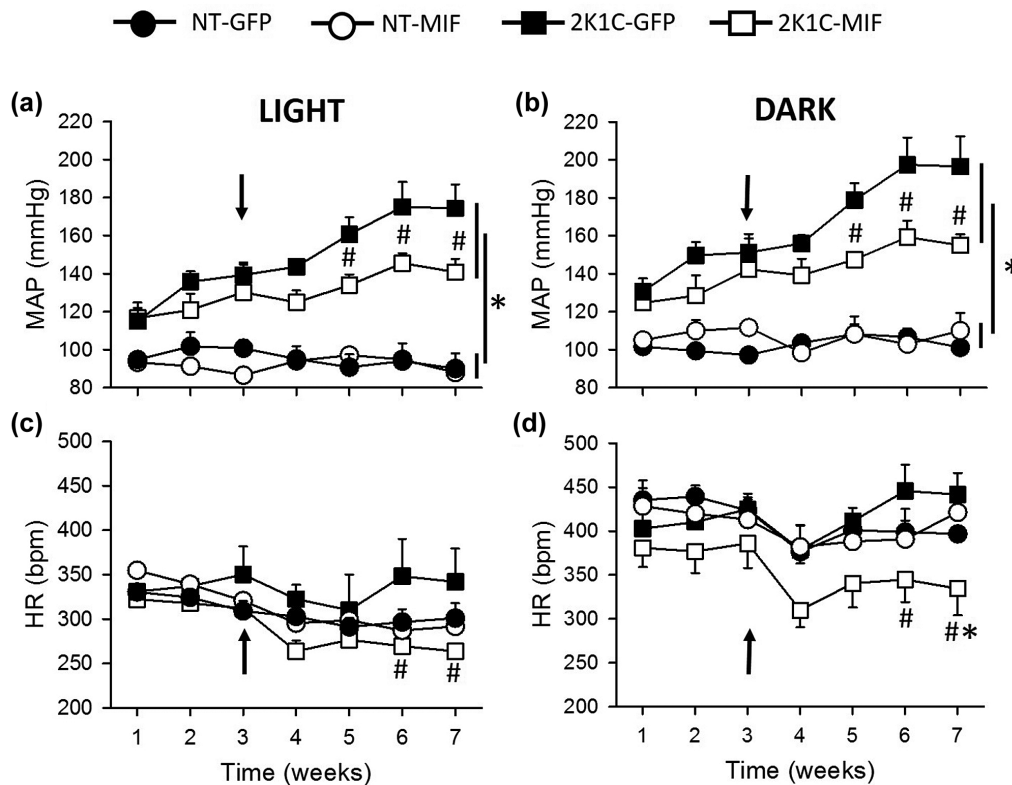 NT-GFP NT-MIF 2K1C-GFP 2K1C-MIF
(a) LIGHT
MAP (mmHg)
220
200
180
160
140
120
100
80
# # #
*
(b) DARK
MAP (mmHg)
220
200
180
160
140
120
100
80
# # #
*
(c)
HR (bpm)
500
450
400
350
300
250
200
# #
1 2 3 4 5 6 7
Time (weeks)
(d)
HR (bpm)
500
450
400
350
300
250
200
# #*
1 2 3 4 5 6 7
Time (weeks)